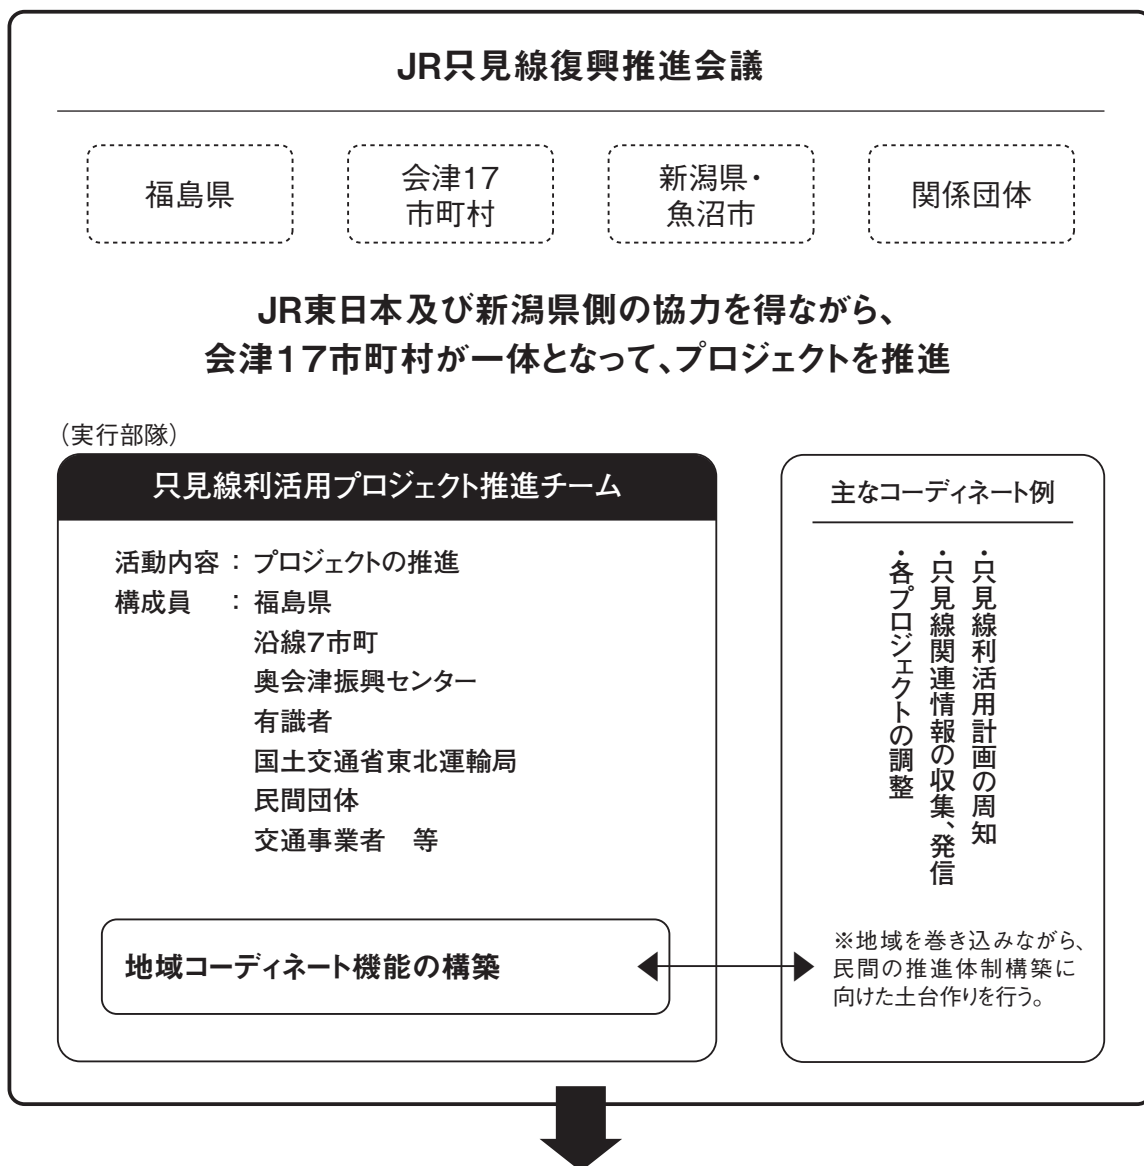 JR只見線復興推進会議
福島県
会津17
市町村
新潟県・
魚沼市
関係団体
JR東日本及び新潟県側の協力を得ながら、
会津17市町村が一体となって、プロジェクトを推進
（実行部隊）
只見線利活用プロジェクト推進チーム
活動内容：プロジェクトの推進
構成員　：福島県
沿線7市町
奥会津振興センター
有識者
国土交通省東北運輸局
民間団体
交通事業者　等
地域コーディネート機能の構築
主なコーディネート例
・只見線利活用計画の周知
・只見線関連情報の収集、発信
・各プロジェクトの調整
※地域を巻き込みながら、
民間の推進体制構築に
向けた土台作りを行う。